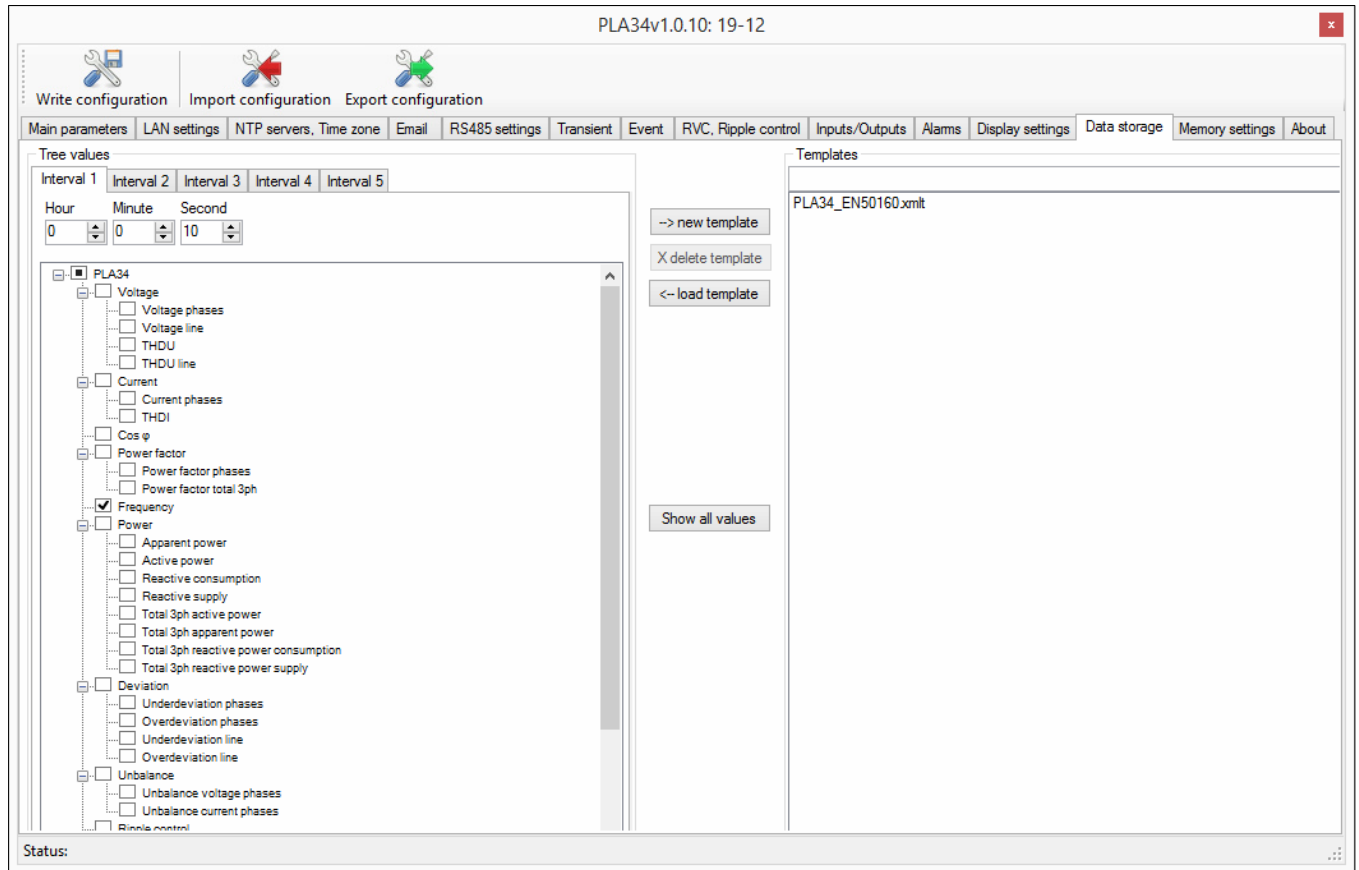 PLA34v1.0.10: 19-12
x
Write configuration Import configuration Export configuration
Main parameters LAN settings NTP servers, Time zone Email RS485 settings Transient Event RVC, Ripple control Inputs/Outputs Alarms Display settings Data storage Memory settings About
Tree values
Interval 1 Interval 2 Interval 3 Interval 4 Interval 5
Hour Minute Second
0 0 10
PLA34
Voltage
Voltage phases
Voltage line
THDU
THDU line
Current
Current phases
THDI
Cos φ
Power factor
Power factor phases
Power factor total 3ph
Frequency
Power
Apparent power
Active power
Reactive consumption
Reactive supply
Total 3ph active power
Total 3ph apparent power
Total 3ph reactive power consumption
Total 3ph reactive power supply
Deviation
Underdeviation phases
Overdeviation phases
Underdeviation line
Overdeviation line
Unbalance
Unbalance voltage phases
Unbalance current phases
Ripple control
--> new template
X delete template
<-- load template
Show all values
Templates
PLA34_EN50160.xmlt
Status: